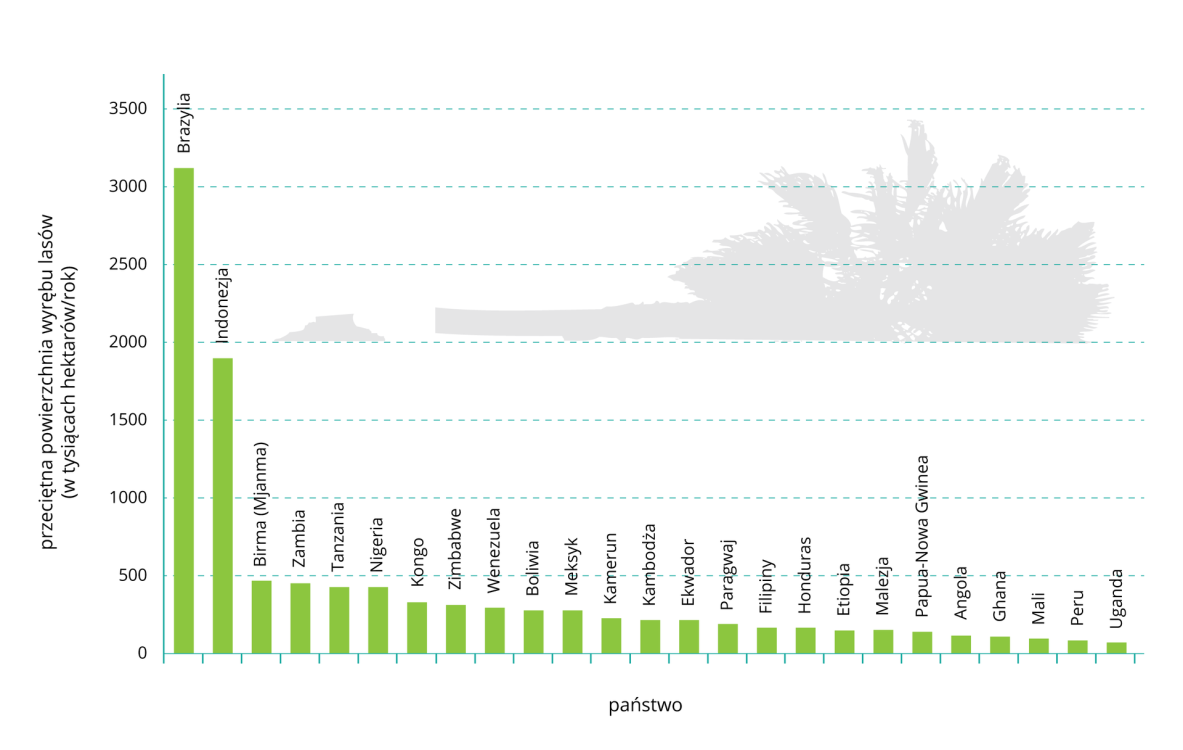 3500
3000
2500
2000
1500
1000
500
0
przeciętna powierzchnia wyrębu lasów
(w tysiącach hektarów/rok)
Brazylia
Indonezja
Birma (Mjanma)
Zambia
Tanzania
Nigeria
Kongo
Zimbabwe
Wenezuela
Boliwia
Meksyk
Kamerun
Kambodża
Ekwador
Paragwaj
Filipiny
Honduras
Etiopia
Malezja
Papua-Nowa Gwinea
Angola
Ghana
Mali
Peru
Uganda
państwo